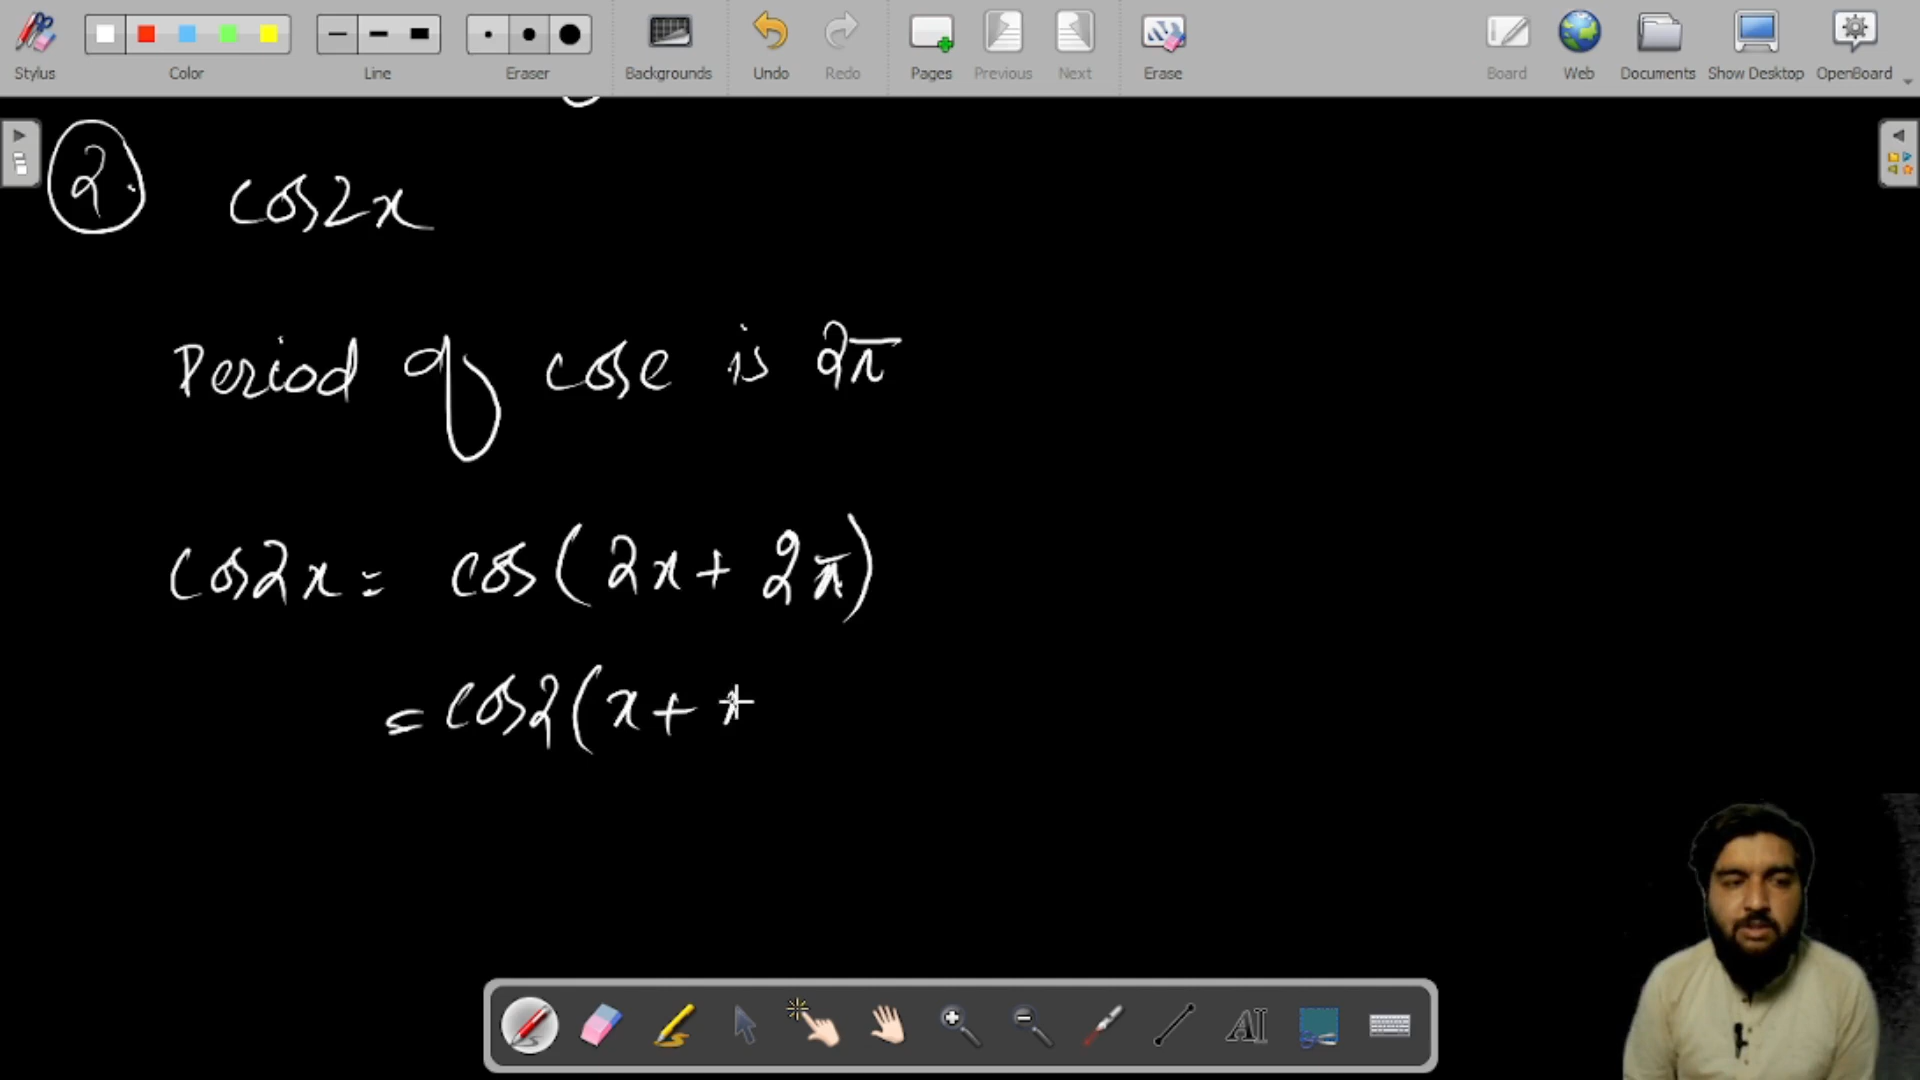 Stylus Color Line Eraser Backgrounds Undo Redo Pages Previous Next Erase Board Web Documents Show Desktop OpenBoard
2. cos2x
Period of cose is 2π
cos2x = cos(2x + 2π)
= cos2(x + π
AI